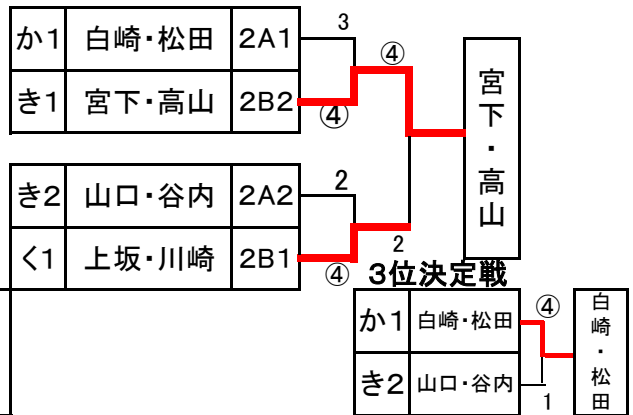 か1 白崎・松田 2A1 3
④
き1 宮下・高山 2B2 ④
宮下・高山
き2 山口・谷内 2A2 2
く1 上坂・川崎 2B1 ④
2
3位決定戦
か1 白崎・松田 ④
き2 山口・谷内 1
白崎・松田